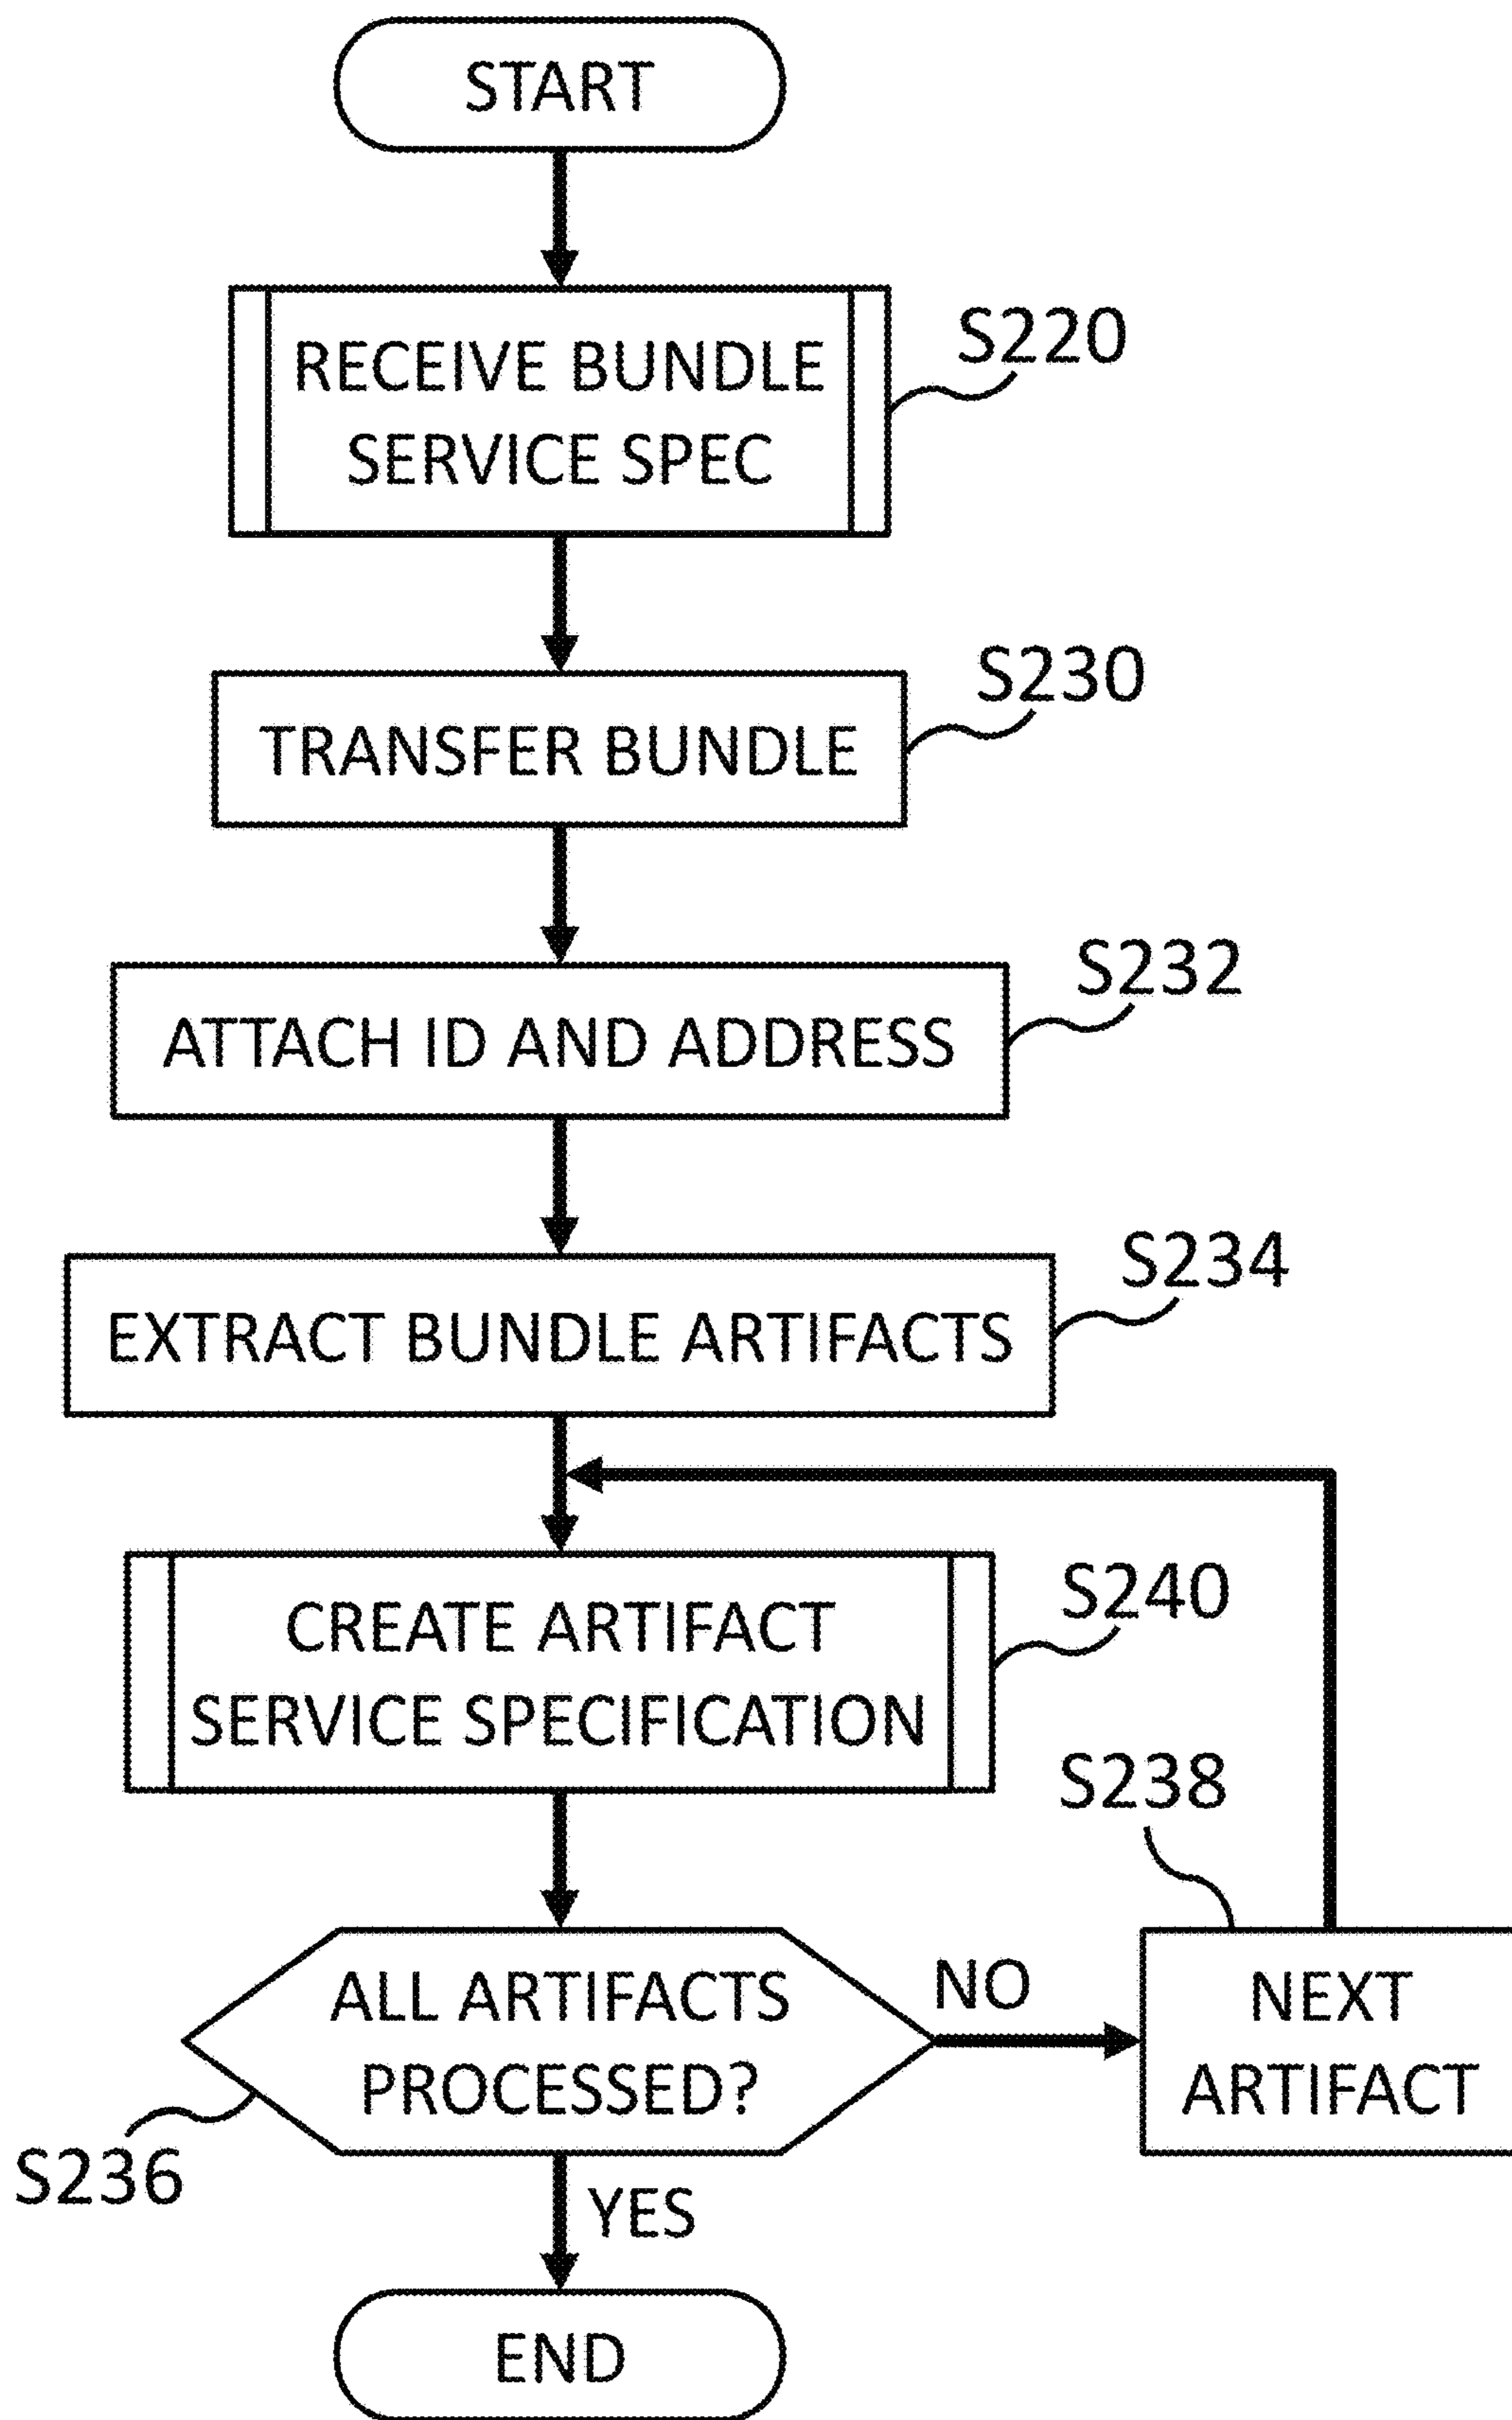 START
RECEIVE BUNDLE
SERVICE SPEC
S220
TRANSFER BUNDLE
S230
ATTACH ID AND ADDRESS
S232
EXTRACT BUNDLE ARTIFACTS
S234
CREATE ARTIFACT
SERVICE SPECIFICATION
S240
ALL ARTIFACTS
PROCESSED?
S236
NO
NEXT
ARTIFACT
S238
YES
END